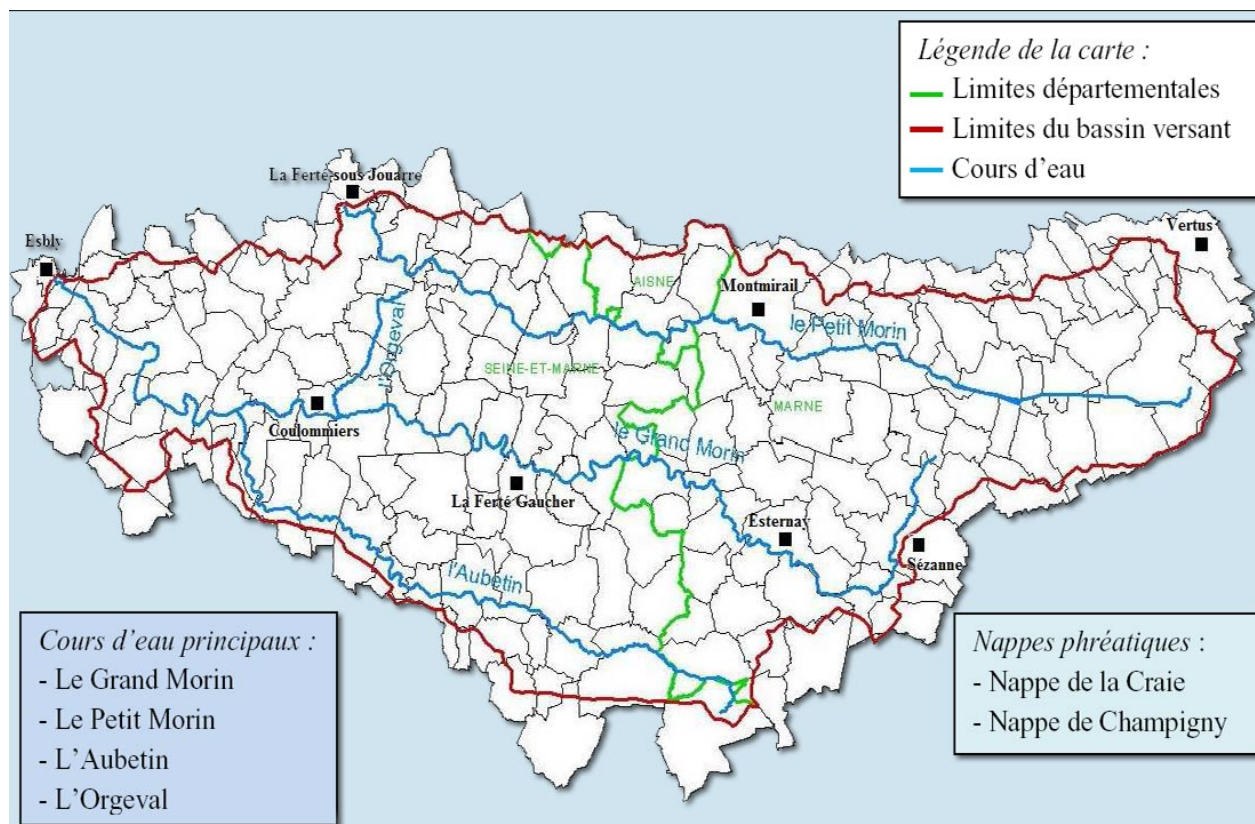 Légende de la carte :
Limites départementales
Limites du bassin versant
Cours d'eau
La Ferté-sous Jouarre
Esbly
Vertus
AISNE
Montmirail
le Petit Morin
l'Orgeval
SEINE-ET-MARNE
MARNE
Coulommiers
le Grand Morin
La Ferté Gaucher
Esternay
Sézanne
l'Aubetin
Cours d'eau principaux :
- Le Grand Morin
- Le Petit Morin
- L'Aubetin
- L'Orgeval
Nappes phréatiques :
- Nappe de la Craie
- Nappe de Champigny